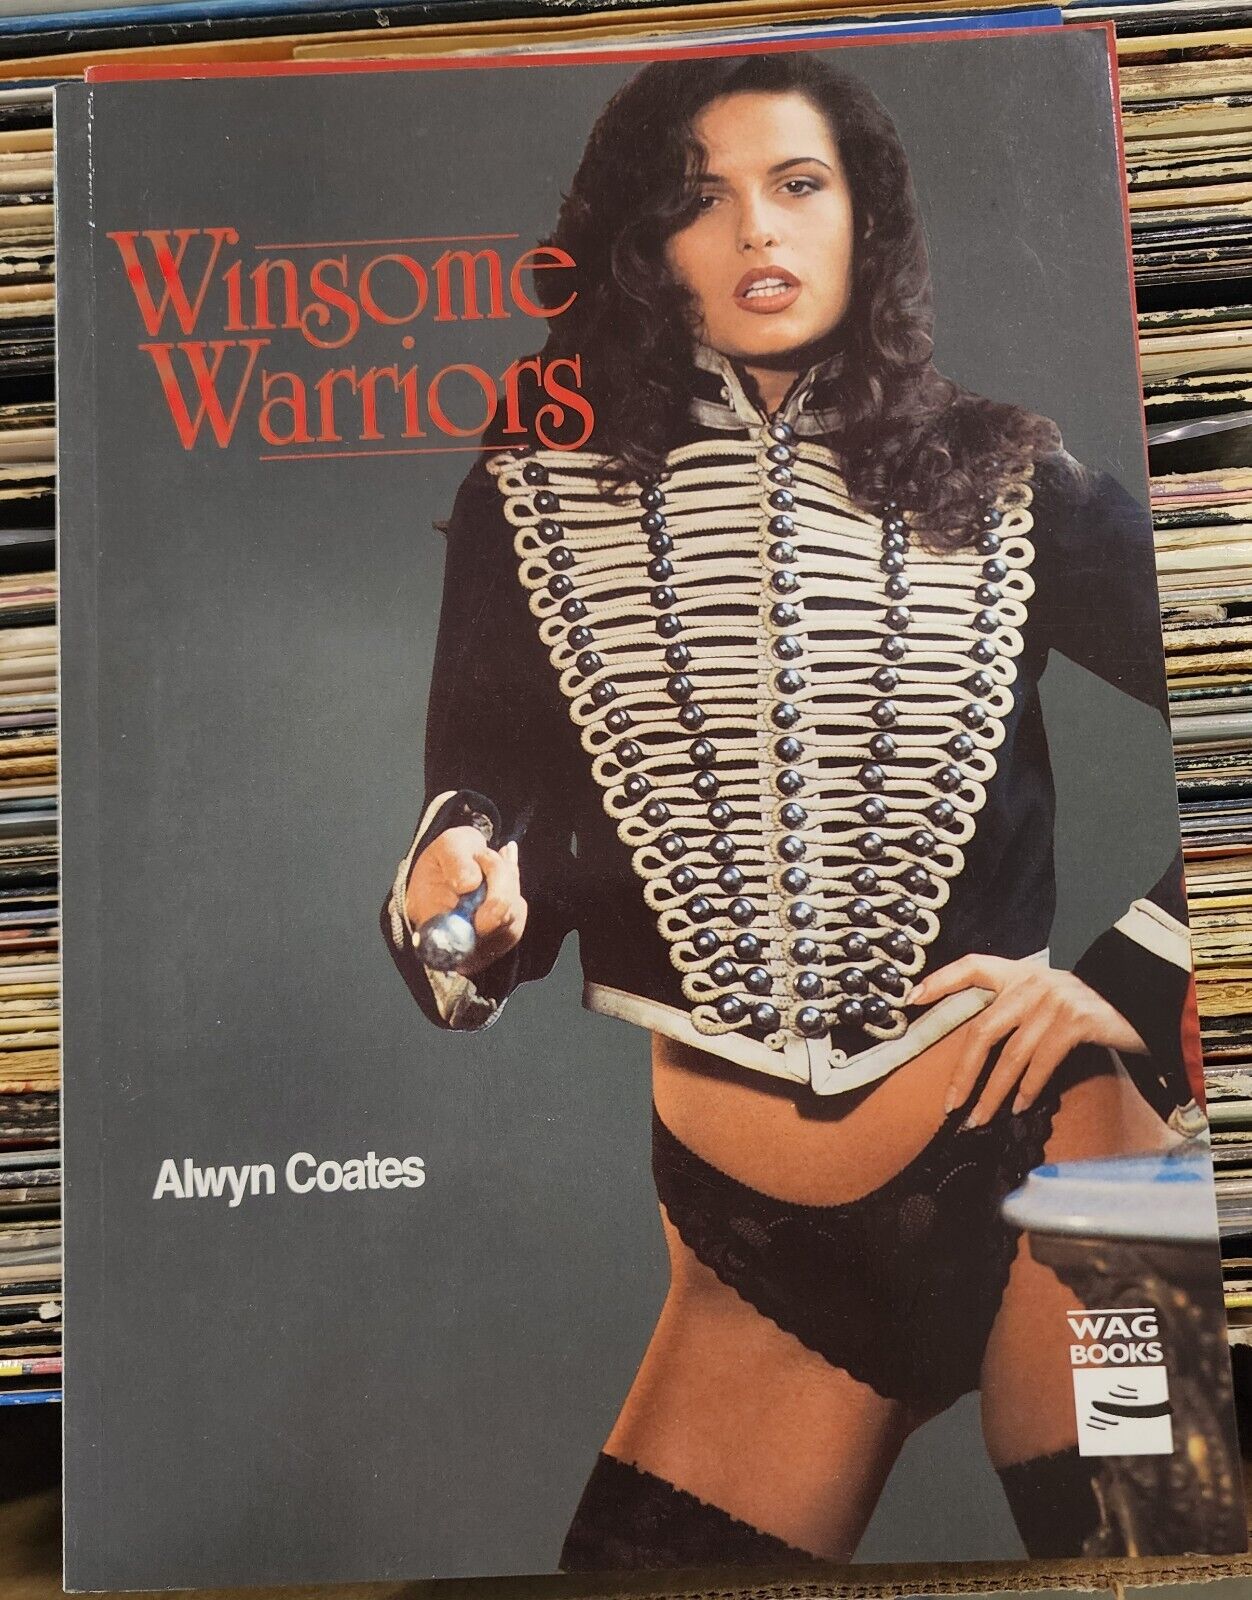 Winsome
Warriors
Alwyn Coates
WAG
BOOKS